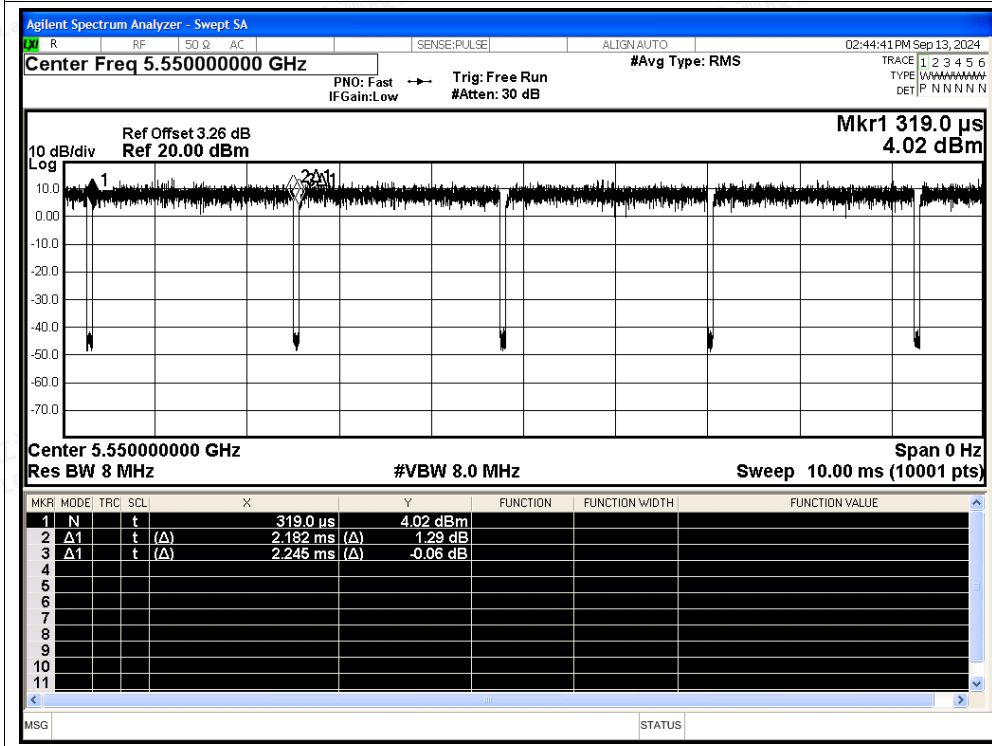 Agilent Spectrum Analyzer - Swept SA
LXI R RF 50 Ω AC SENSE:PULSE ALIGN AUTO 02:44:41 PM Sep 13, 2024
Center Freq 5.550000000 GHz #Avg Type: RMS TRACE 1 2 3 4 5 6
PNO: Fast Trig: Free Run TYPE
IFGain:Low #Atten: 30 dB DET P N N N N N
Mkr1 319.0 µs
4.02 dBm
Ref Offset 3.26 dB
10 dB/div Ref 20.00 dBm
Log
10.0
0.00
-10.0
-20.0
-30.0
-40.0
-50.0
-60.0
-70.0
1
Center 5.550000000 GHz Span 0 Hz
Res BW 8 MHz #VBW 8.0 MHz Sweep 10.00 ms (10001 pts)
MKR MODE TRC SCL X Y FUNCTION FUNCTION WIDTH FUNCTION VALUE
1 N t 319.0 µs 4.02 dBm
2 Δ1 t (Δ) 2.182 ms (Δ) 1.29 dB
3 Δ1 t (Δ) 2.245 ms (Δ) -0.06 dB
4
5
6
7
8
9
10
11
MSG STATUS